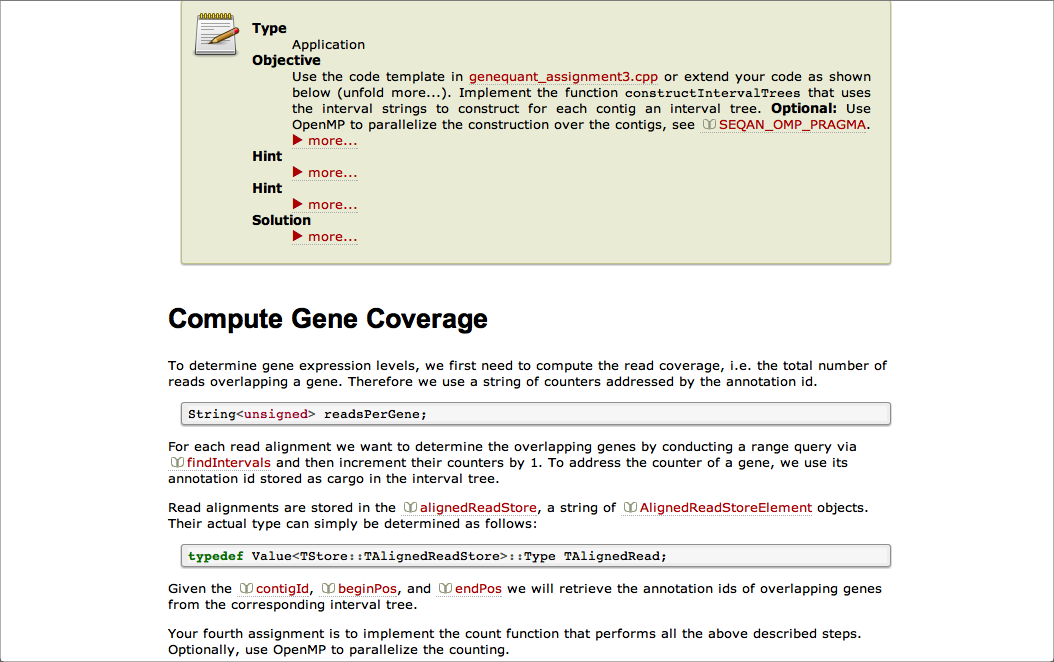 Type
Application
Objective
Use the code template in genequant_assignment3.cpp or extend your code as shown
below (unfold more...). Implement the function constructIntervalTrees that uses
the interval strings to construct for each contig an interval tree. Optional: Use
OpenMP to parallelize the construction over the contigs, see SEQAN_OMP_PRAGMA.
more...
Hint
more...
Hint
more...
Solution
more...
Compute Gene Coverage
To determine gene expression levels, we first need to compute the read coverage, i.e. the total number of
reads overlapping a gene. Therefore we use a string of counters addressed by the annotation id.
String<unsigned> readsPerGene;
For each read alignment we want to determine the overlapping genes by conducting a range query via
findIntervals and then increment their counters by 1. To address the counter of a gene, we use its
annotation id stored as cargo in the interval tree.
Read alignments are stored in the alignedReadStore, a string of AlignedReadStoreElement objects.
Their actual type can simply be determined as follows:
typedef Value<TStore::TAlignedReadStore>::Type TAlignedRead;
Given the contigId, beginPos, and endPos we will retrieve the annotation ids of overlapping genes
from the corresponding interval tree.
Your fourth assignment is to implement the count function that performs all the above described steps.
Optionally, use OpenMP to parallelize the counting.